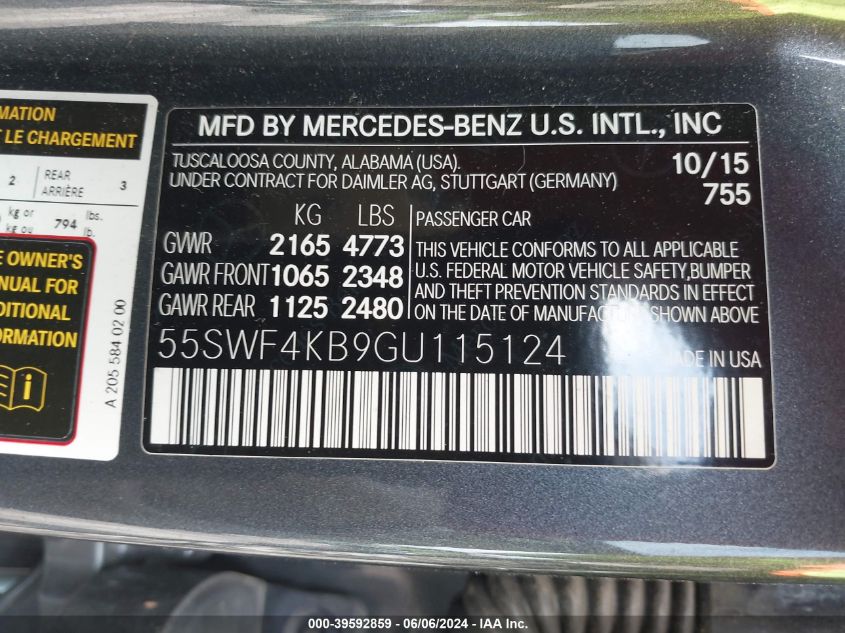 MATION
T LE CHARGEMENT
2 REAR ARRIÈRE 3
kg or
kg ou 794 lbs.
lb.
E OWNER'S
ANUAL FOR
DITIONAL
ORMATION
A 205 584 02 00
MFD BY MERCEDES-BENZ U.S. INTL., INC
TUSCALOOSA COUNTY, ALABAMA (USA). 10/15
UNDER CONTRACT FOR DAIMLER AG, STUTTGART (GERMANY) 755
KG LBS PASSENGER CAR
GVWR 2165 4773
GAWR FRONT 1065 2348
GAWR REAR 1125 2480
THIS VEHICLE CONFORMS TO ALL APPLICABLE
U.S. FEDERAL MOTOR VEHICLE SAFETY,BUMPER
AND THEFT PREVENTION STANDARDS IN EFFECT
ON THE DATE OF MANUFACTURE SHOWN ABOVE.
55SWF4KB9GU115124
MADE IN USA
000-39592859 - 06/06/2024 - IAA, Inc.